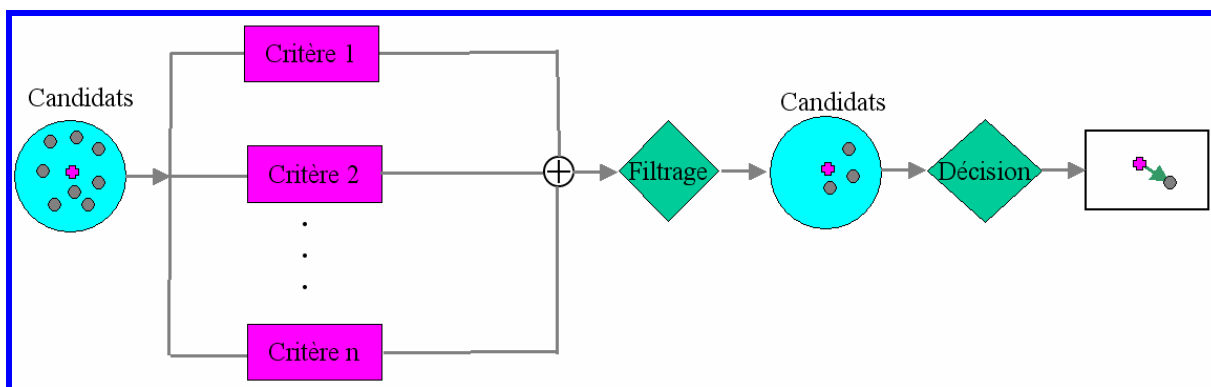 Candidats
Critère 1
Critère 2
Critère n
Filtrage
Candidats
Décision